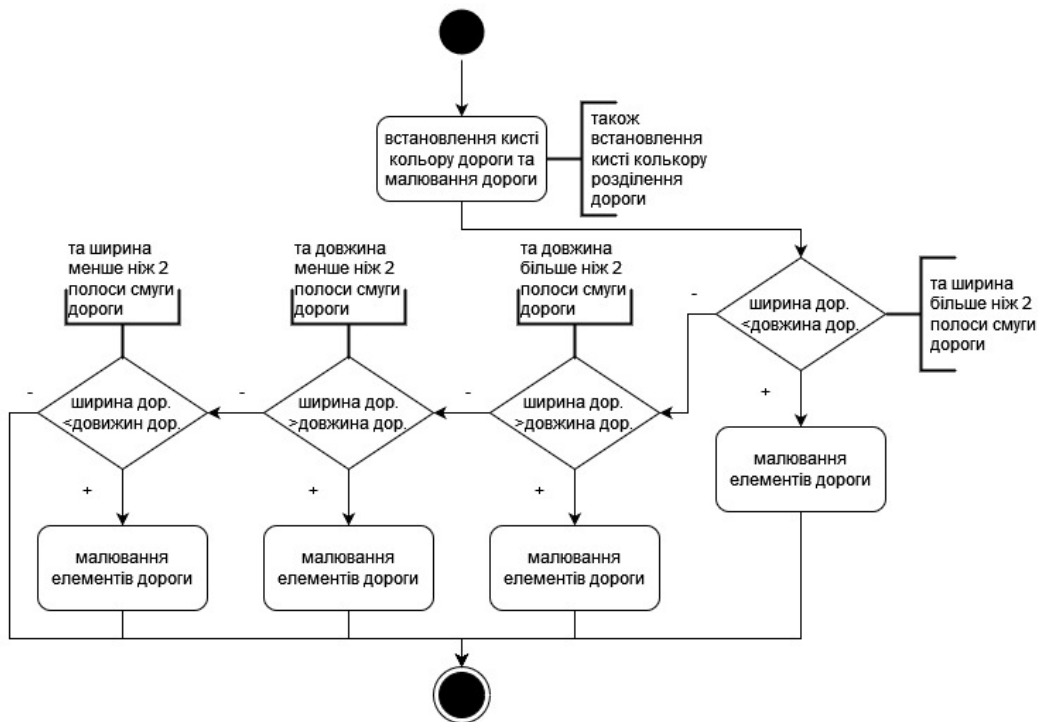 встановлення кисті
кольору дороги та
малювання дороги
також
встановлення
кисті колькору
розділення
дороги
та ширина
менше ніж 2
полоси смуги
дороги
та довжина
менше ніж 2
полоси смуги
дороги
та довжина
більше ніж 2
полоси смуги
дороги
-
ширина дор.
<довжина дор.
та ширина
більше ніж 2
полоси смуги
дороги
-
ширина дор.
<довижин дор.
-
ширина дор.
>довжина дор.
-
ширина дор.
>довжина дор.
+
малювання
елементів дороги
+
+
+
малювання
елементів дороги
малювання
елементів дороги
малювання
елементів дороги